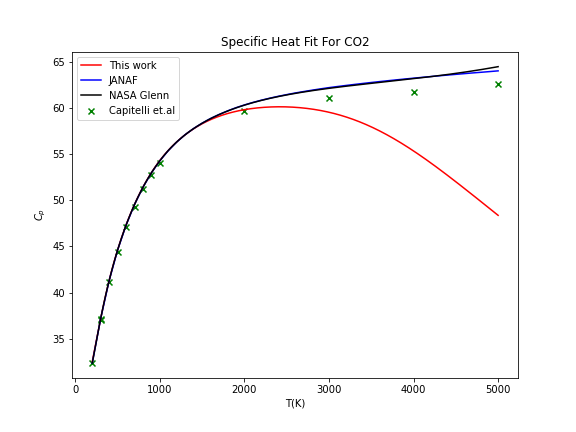 Specific Heat Fit For CO2
This work
JANAF
NASA Glenn
Capitelli et.al
65
60
55
50
45
40
35
C_p
0
1000
2000
3000
4000
5000
T(K)